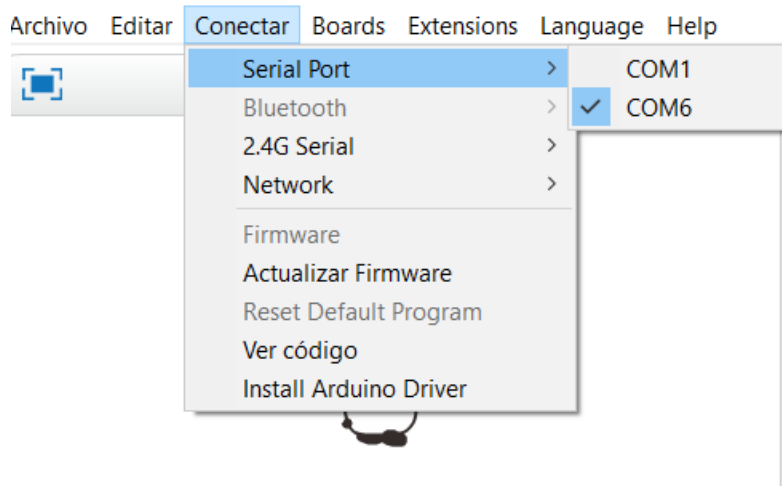 Archivo Editar Conectar Boards Extensions Language Help
Serial Port
COM1
COM6
Bluetooth
2.4G Serial
Network
Firmware
Actualizar Firmware
Reset Default Program
Ver código
Install Arduino Driver